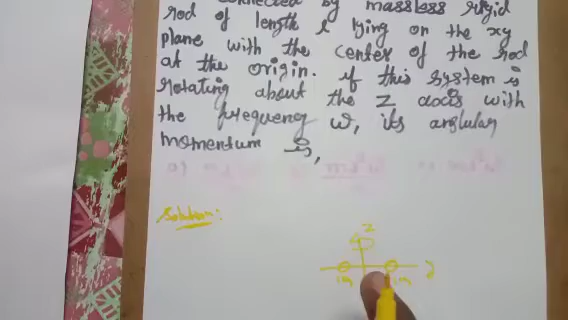 connected by massless rigid
rod of length l lying on the xy
plane with the center of the rod
at the origin. if this system is
rotating about the z axis with
the frequency ω, its anglular
momentum is,
Solution:
z
m m y